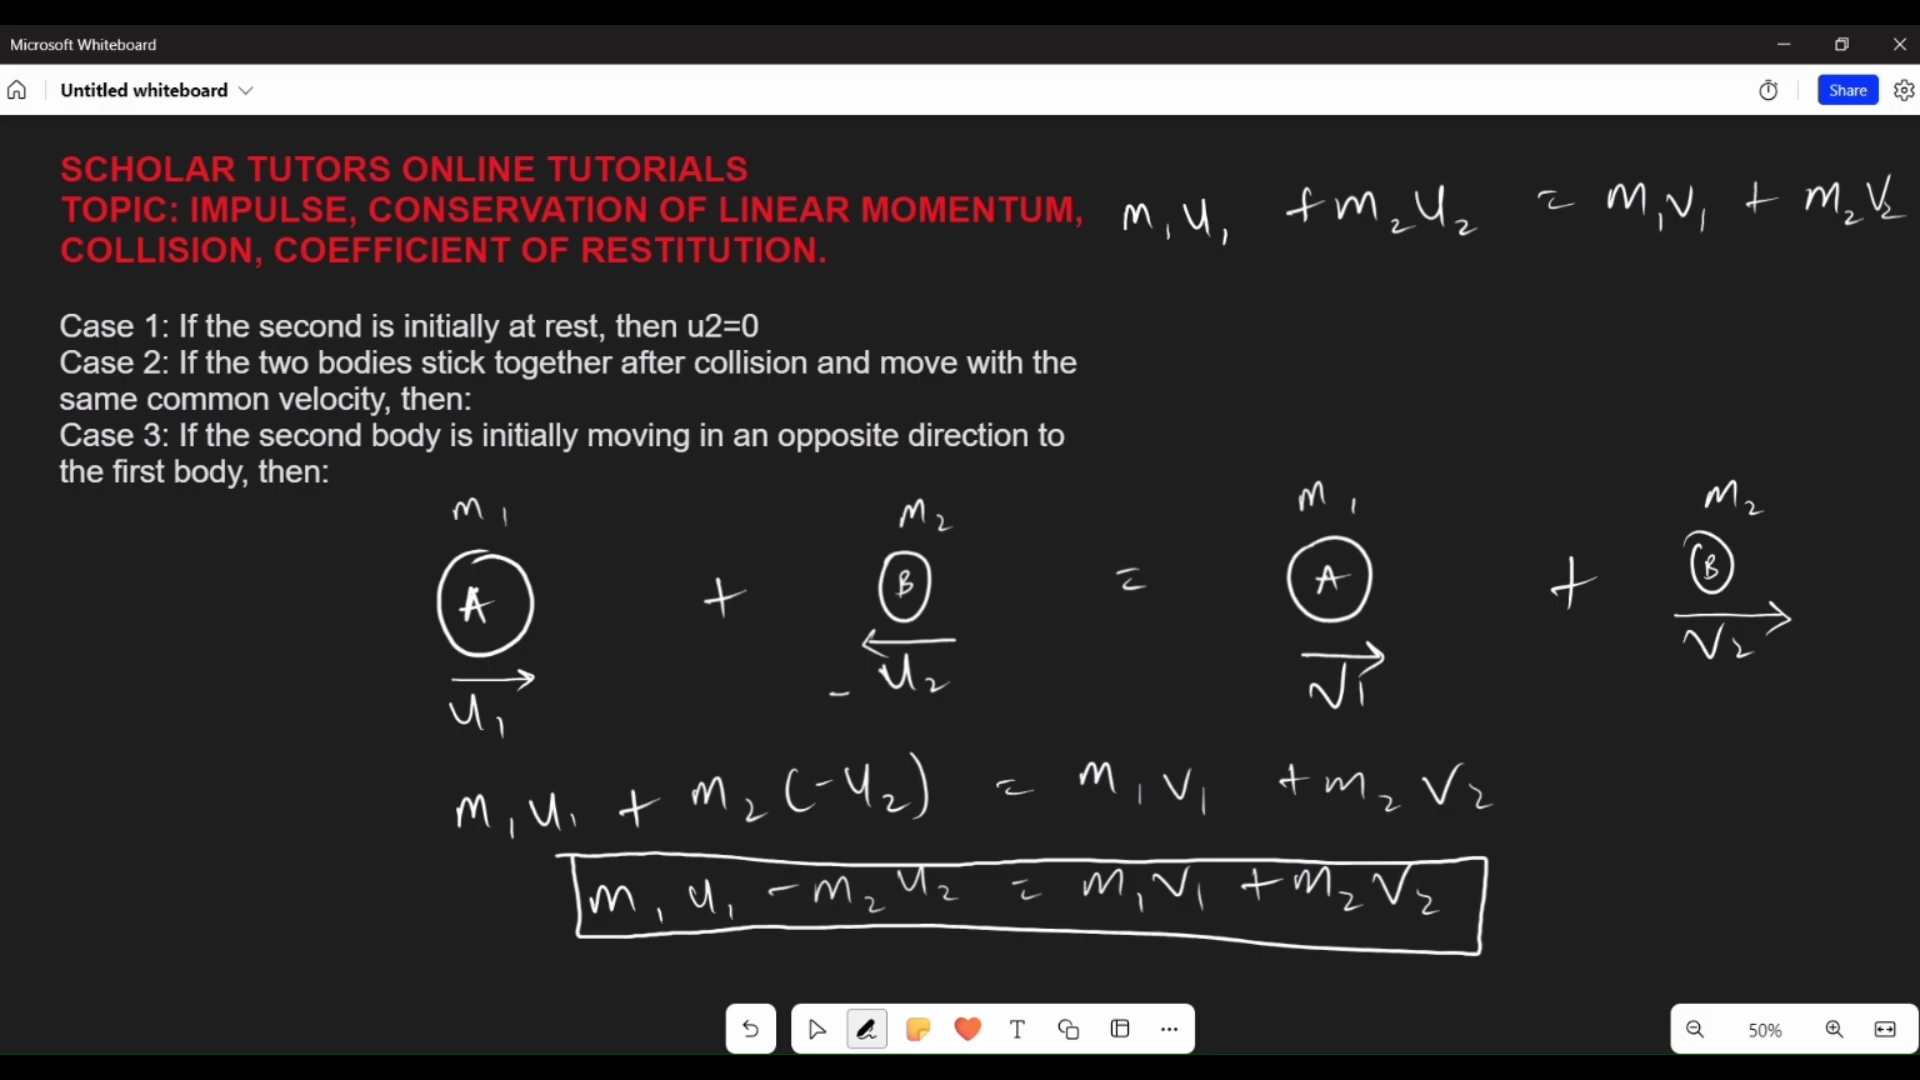 Microsoft Whiteboard
Untitled whiteboard
Share
SCHOLAR TUTORS ONLINE TUTORIALS
TOPIC: IMPULSE, CONSERVATION OF LINEAR MOMENTUM,
COLLISION, COEFFICIENT OF RESTITUTION.
m₁u₁ + m₂u₂ = m₁v₁ + m₂v₂
Case 1: If the second is initially at rest, then u2=0
Case 2: If the two bodies stick together after collision and move with the
same common velocity, then:
Case 3: If the second body is initially moving in an opposite direction to
the first body, then:
m₁ m₂ m₁ m₂
A + B = A + B
u₁ -u₂ v₁ v₂
m₁u₁ + m₂(-u₂) = m₁v₁ + m₂v₂
m₁u₁ - m₂u₂ = m₁v₁ + m₂v₂
50%